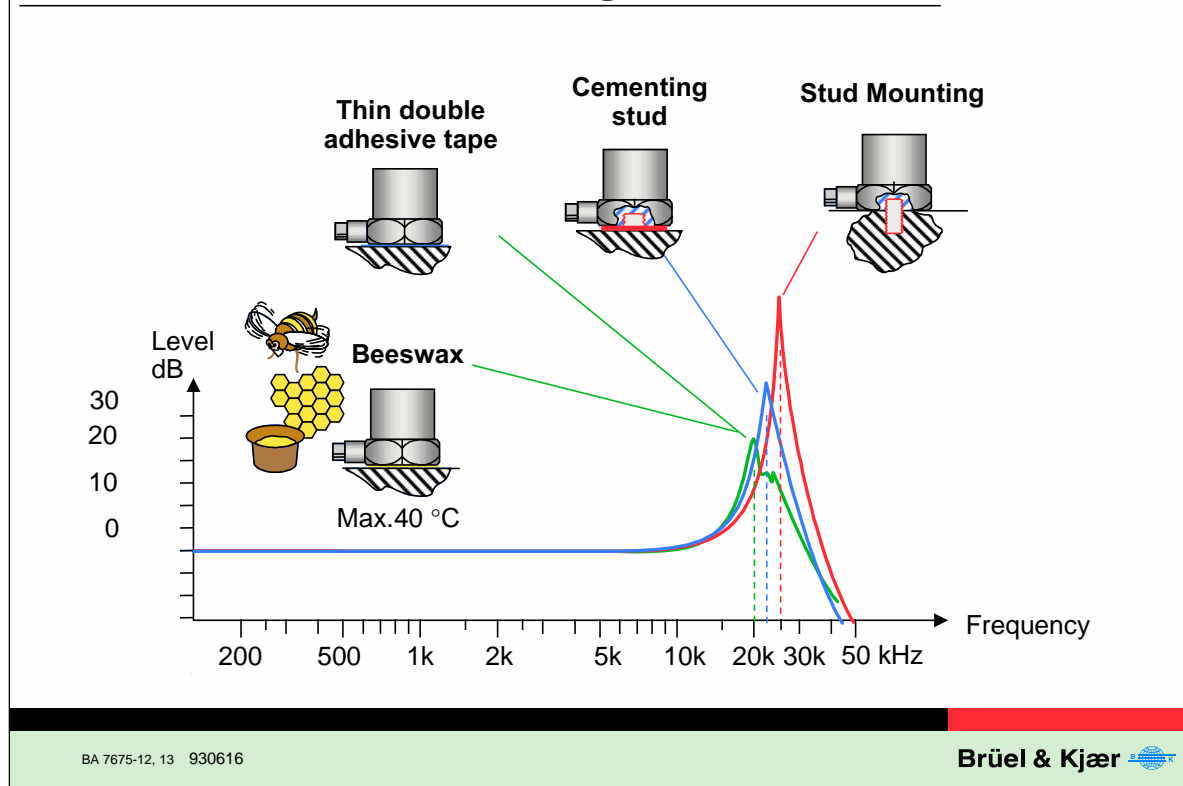 Thin double
adhesive tape
Cementing
stud
Stud Mounting
Level
dB
Beeswax
30
20
10
0
Max.40 °C
Frequency
200 500 1k 2k 5k 10k 20k 30k 50 kHz
BA 7675-12, 13 930616
Brüel & Kjær
B K